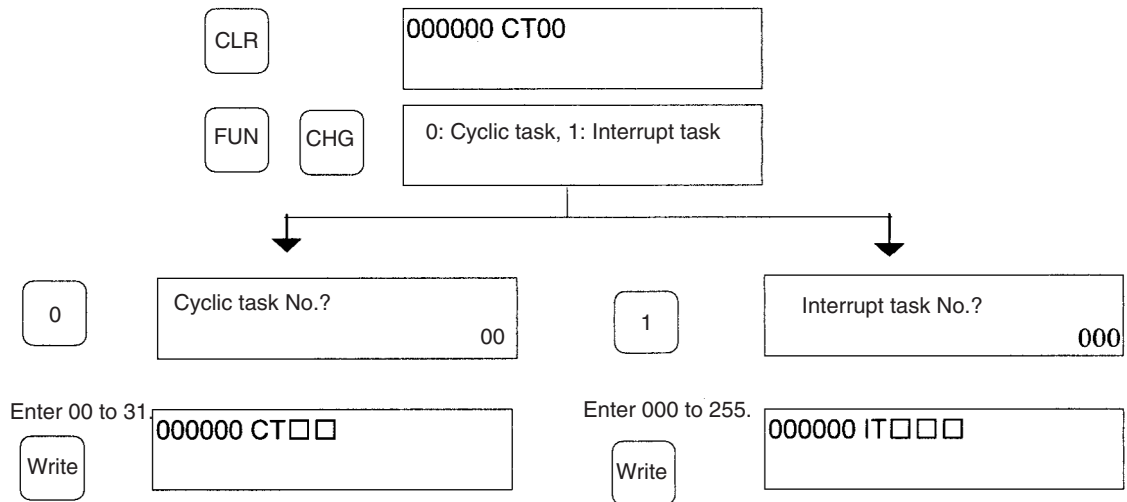 CLR
000000 CT00
FUN
CHG
0: Cyclic task, 1: Interrupt task
0
Cyclic task No.?
00
1
Interrupt task No.?
000
Enter 00 to 31.
Write
000000 CT□□
Enter 000 to 255.
Write
000000 IT□□□